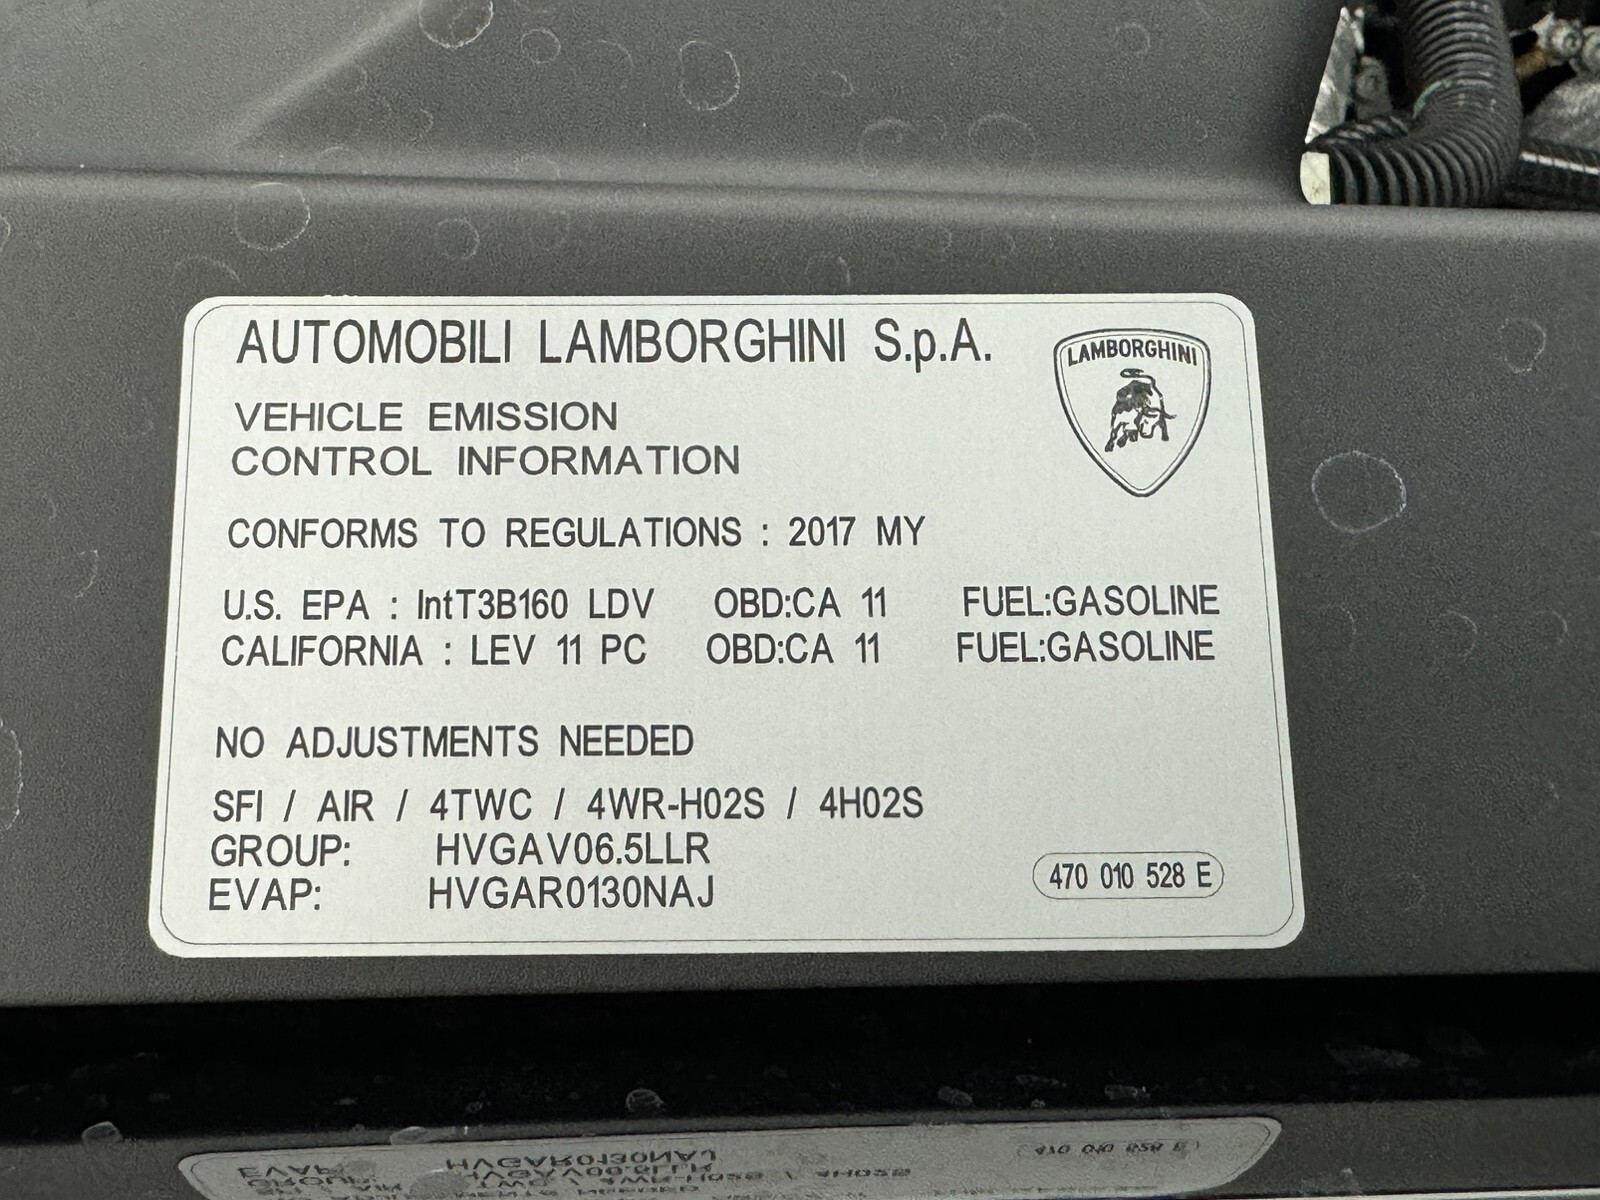 AUTOMOBILI LAMBORGHINI S.p.A.
LAMBORGHINI
VEHICLE EMISSION
CONTROL INFORMATION
CONFORMS TO REGULATIONS : 2017 MY
U.S. EPA : IntT3B160 LDV OBD:CA 11 FUEL:GASOLINE
CALIFORNIA : LEV 11 PC OBD:CA 11 FUEL:GASOLINE
NO ADJUSTMENTS NEEDED
SFI / AIR / 4TWC / 4WR-H02S / 4H02S
GROUP: HVGAV06.5LLR
EVAP: HVGAR0130NAJ
470 010 528 E